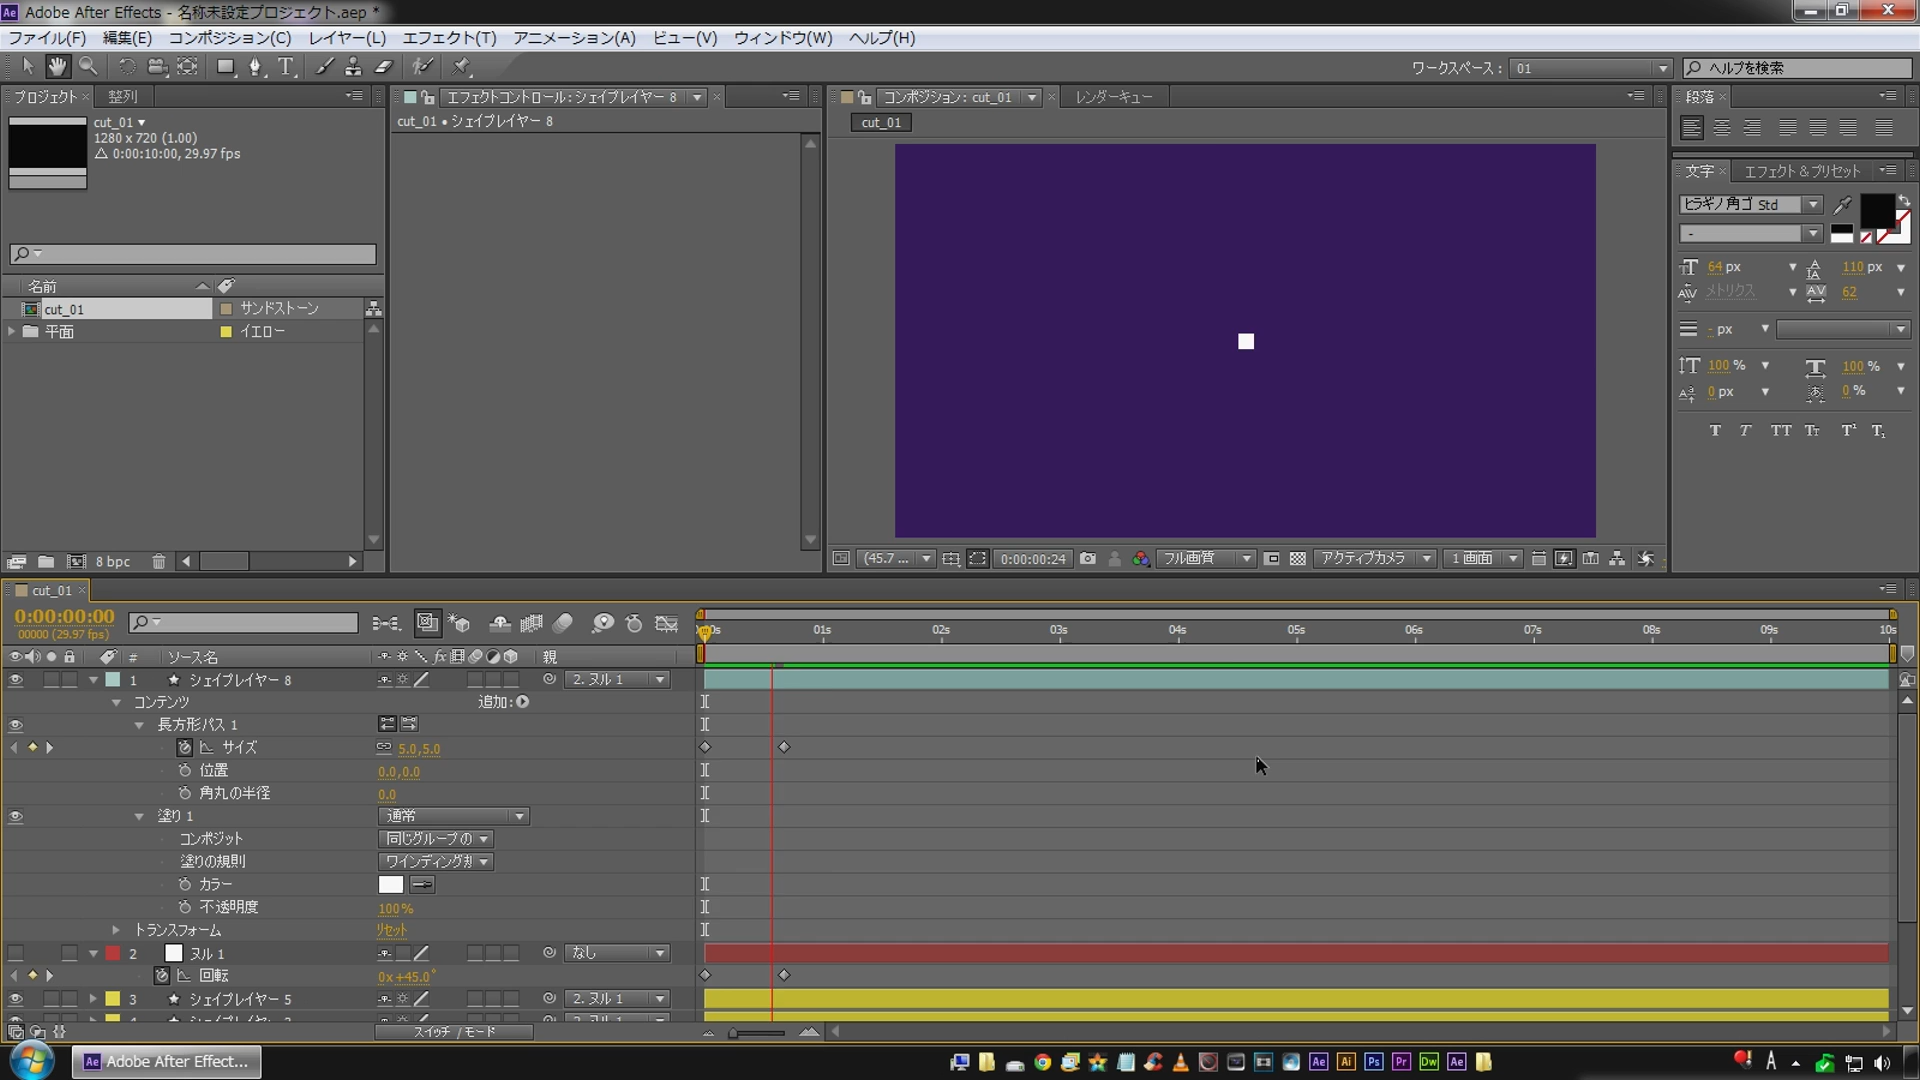 Adobe After Effects - 名称未設定プロジェクト.aep *
ファイル(F) 編集(E) コンポジション(C) レイヤー(L) エフェクト(T) アニメーション(A) ビュー(V) ウィンドウ(W) ヘルプ(H)
ワークスペース : 01 ヘルプを検索
プロジェクト 整列
エフェクトコントロール : シェイプレイヤー 8
コンポジション: cut_01 レンダーキュー
段落
cut_01
1280 x 720 (1.00)
△ 0:00:10:00, 29.97 fps
cut_01 • シェイプレイヤー 8
cut_01
文字 エフェクト&プリセット
ヒラギノ角ゴ Std
-
64 px 110 px
メトリクス 62
- px
100 % 100 %
0 px 0 %
T T TT Tт T¹ T₁
名前
cut_01 サンドストーン
平面 イエロー
8 bpc
(45.7 ... 0:00:00:24 フル画質 アクティブカメラ 1 画面
cut_01
0:00:00:00
00000 (29.97 fps)
01s 02s 03s 04s 05s 06s 07s 08s 09s 10s
# ソース名 親
1 シェイプレイヤー 8 2. ヌル 1
コンテンツ 追加:
長方形パス 1
サイズ 5.0,5.0
位置 0.0,0.0
角丸の半径 0.0
塗り 1 通常
コンポジット 同じグループの
塗りの規則 ワインディング規
カラー
不透明度 100%
トランスフォーム リセット
2 ヌル 1 なし
回転 0x+45.0°
3 シェイプレイヤー 5 2. ヌル 1
スイッチ / モード
Adobe After Effect...
Ae Ai Ps Pr Dw Ae
A